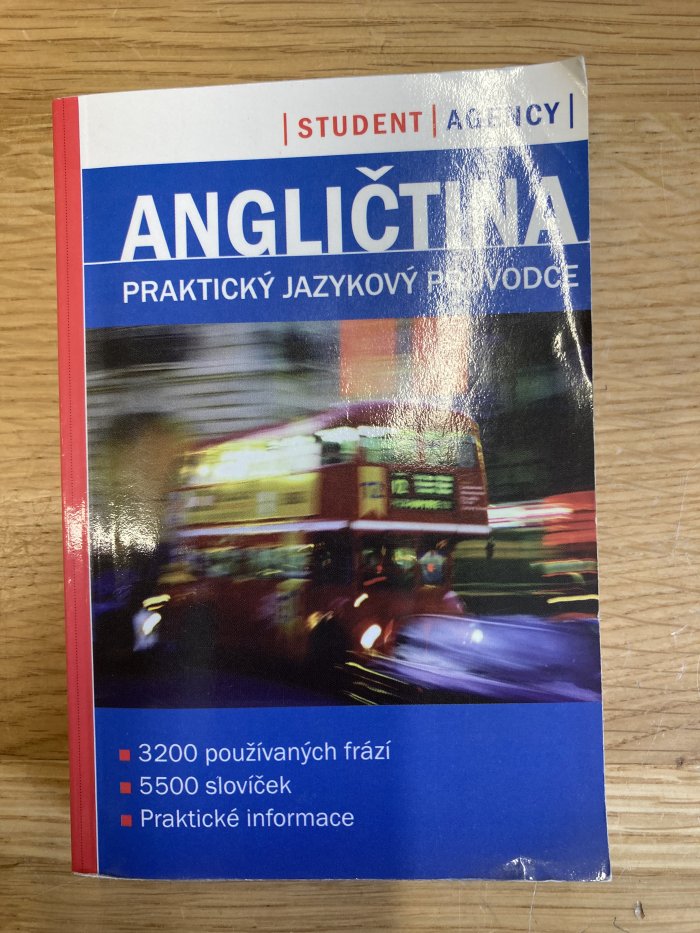 |STUDENT|AGENCY|
ANGLIČTINA
PRAKTICKÝ JAZYKOVÝ PRŮVODCE
3200 používaných frází
5500 slovíček
Praktické informace